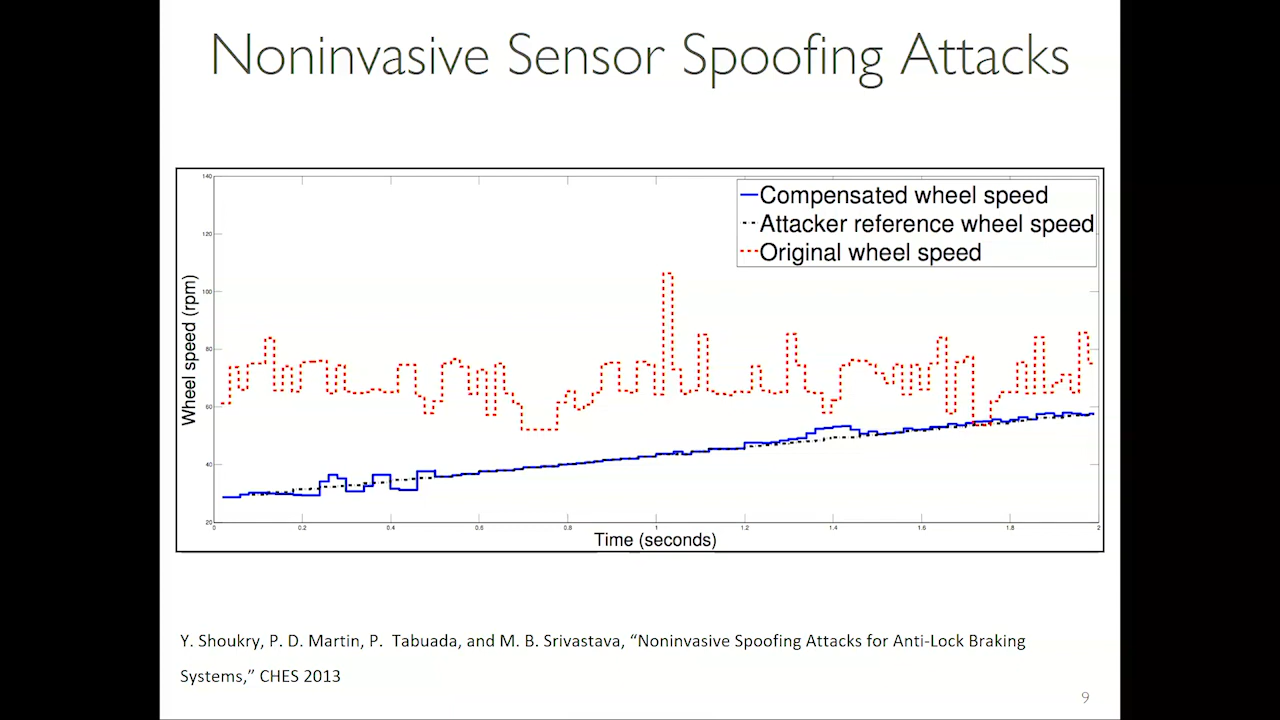 Noninvasive Sensor Spoofing Attacks
140
120
100
80
60
40
20
Wheel speed (rpm)
Compensated wheel speed
Attacker reference wheel speed
Original wheel speed
0 0.2 0.4 0.6 0.8 1 1.2 1.4 1.6 1.8 2
Time (seconds)
Y. Shoukry, P. D. Martin, P. Tabuada, and M. B. Srivastava, “Noninvasive Spoofing Attacks for Anti-Lock Braking
Systems,” CHES 2013
9